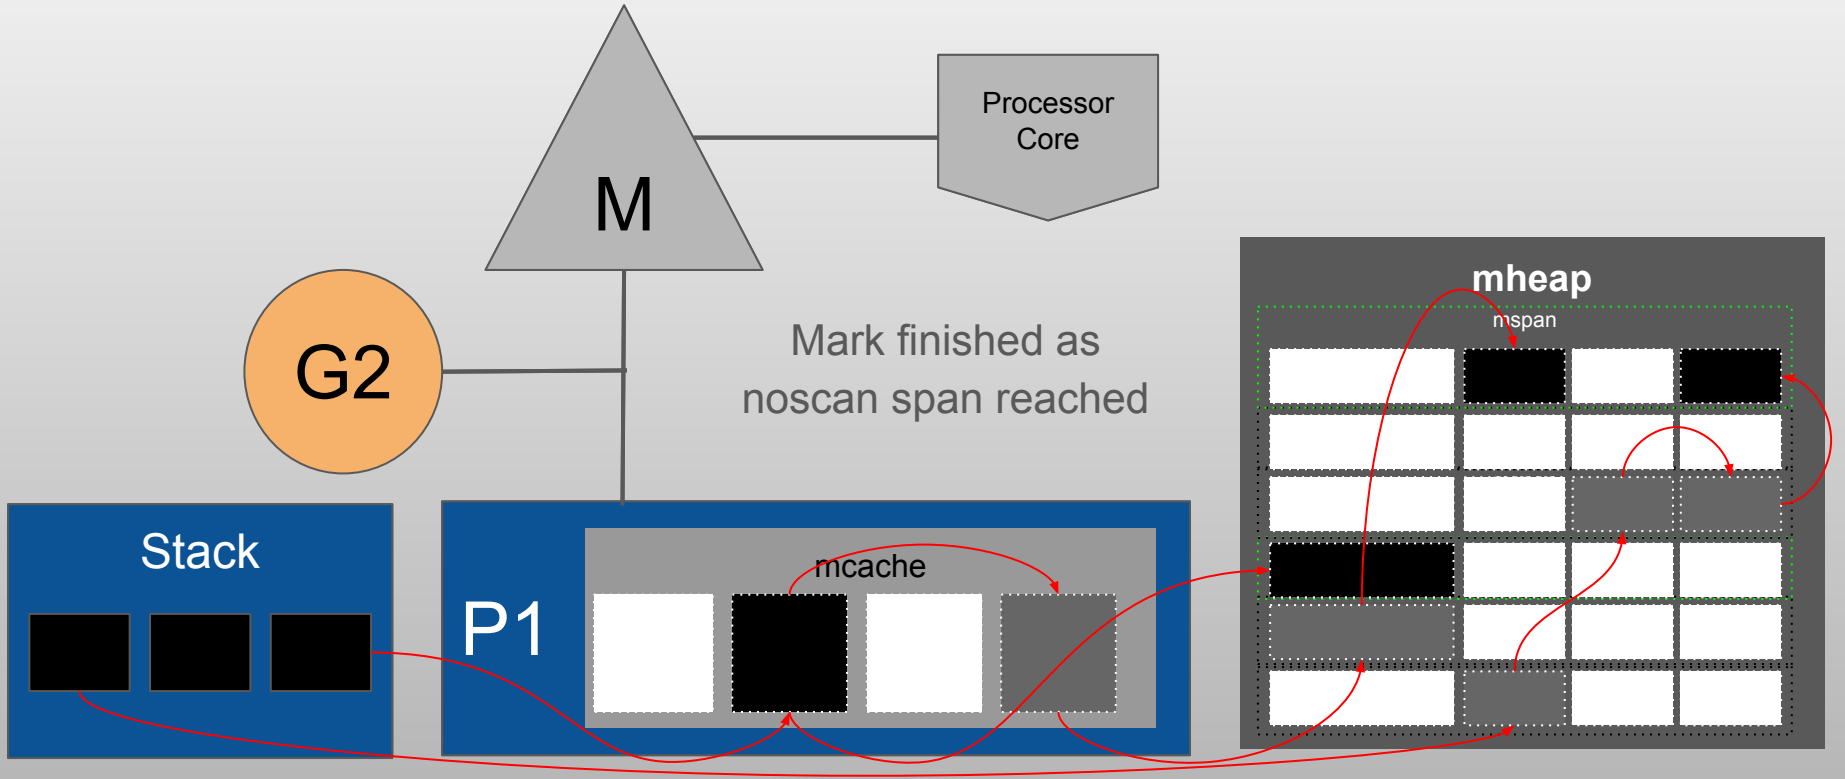 Processor
Core
M
mheap
mspan
G2
Mark finished as
noscan span reached
Stack
mcache
P1